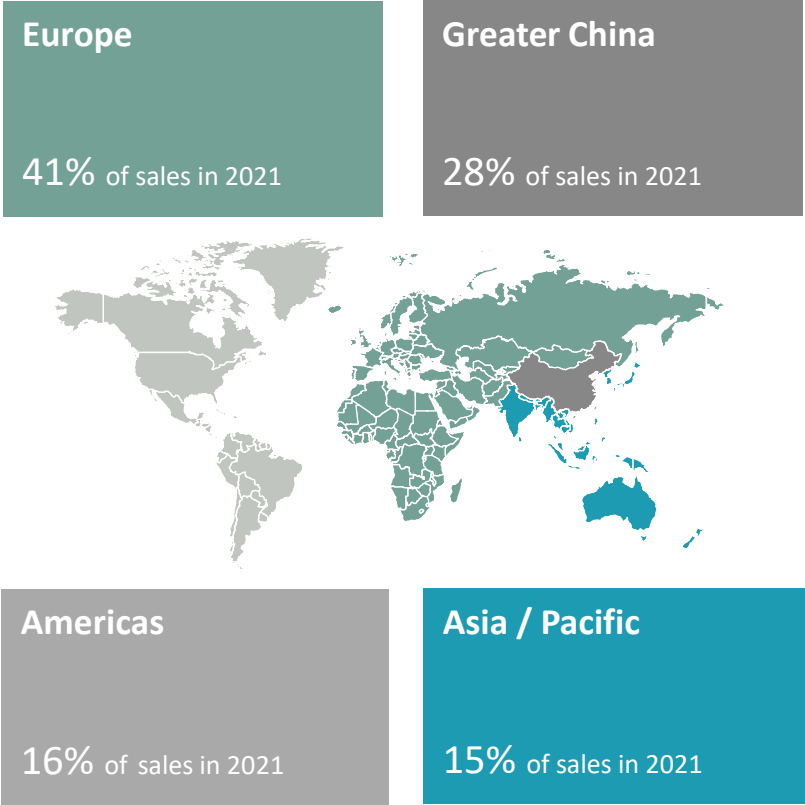 Europe
41% of sales in 2021
Greater China
28% of sales in 2021
Americas
16% of sales in 2021
Asia / Pacific
15% of sales in 2021